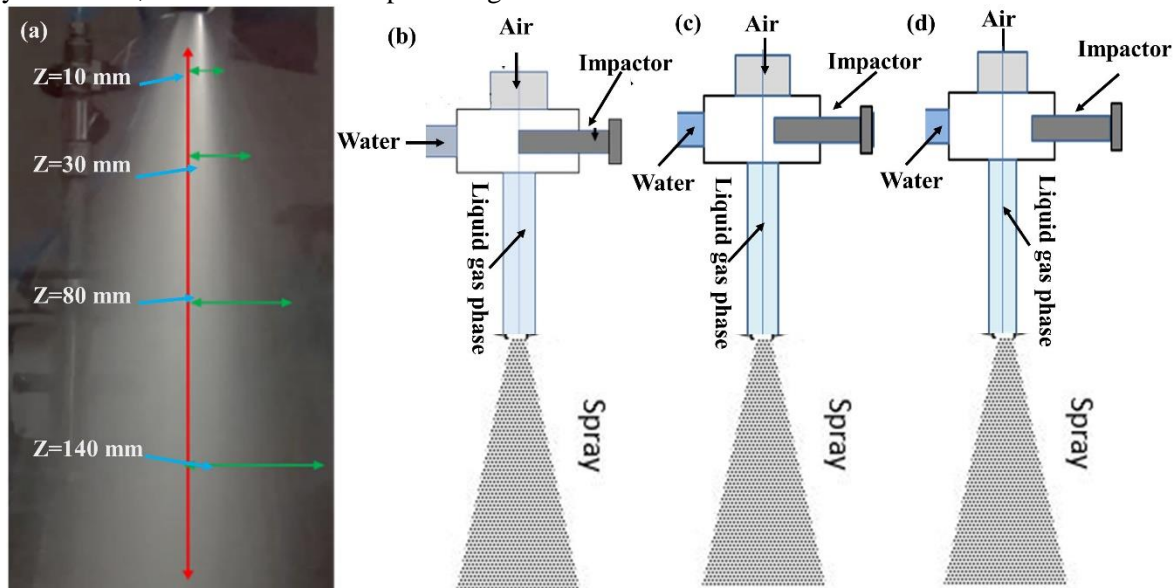 (a)
Z=10 mm
Z=30 mm
Z=80 mm
Z=140 mm
(b)
Air
Impactor
Water
Liquid gas phase
Spray
(c)
Air
Impactor
Water
Liquid gas phase
Spray
(d)
Air
Impactor
Water
Liquid gas phase
Spray